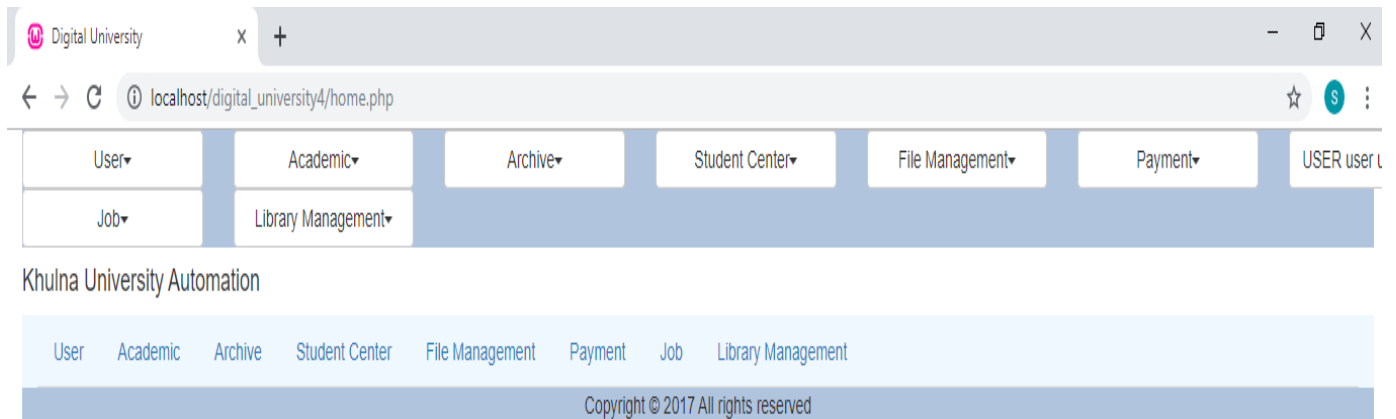 Digital University
localhost/digital_university4/home.php
S
User Academic Archive Student Center File Management Payment USER user u
Job Library Management
Khulna University Automation
User Academic Archive Student Center File Management Payment Job Library Management
Copyright © 2017 All rights reserved